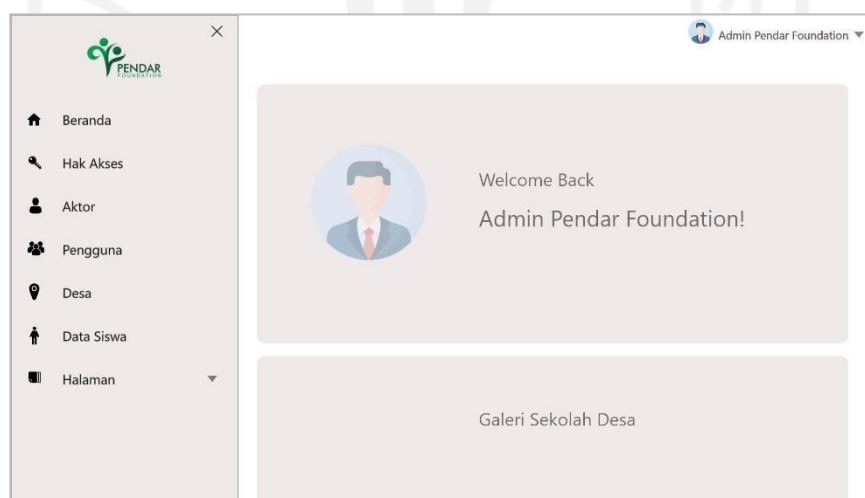 PENDAR
FOUNDATION
Admin Pendar Foundation
Beranda
Hak Akses
Aktor
Pengguna
Desa
Data Siswa
Halaman
Welcome Back
Admin Pendar Foundation!
Galeri Sekolah Desa